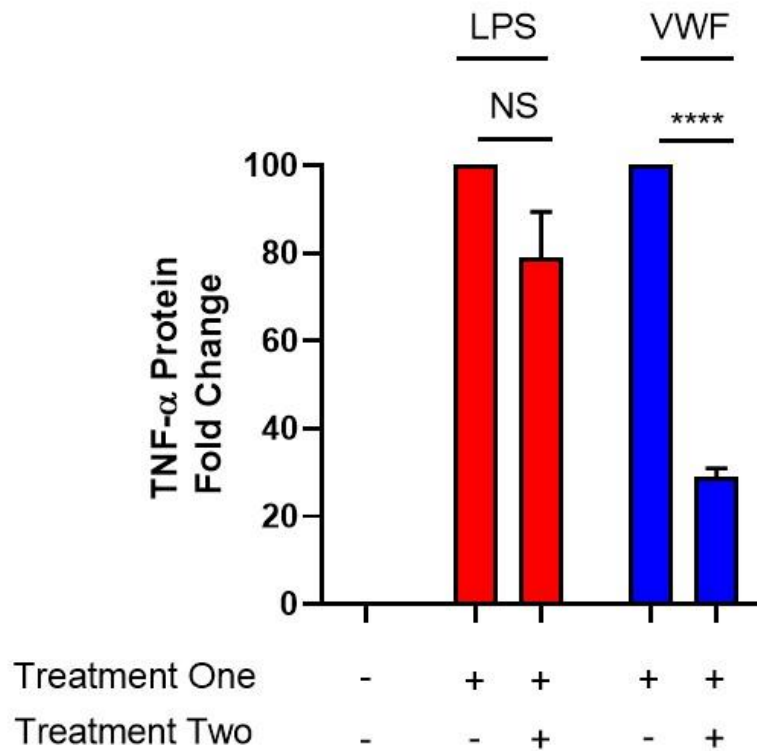 LPS VWF
NS ****
100
80
60
40
20
0
TNF-α Protein
Fold Change
Treatment One - + + + +
Treatment Two - - + - +